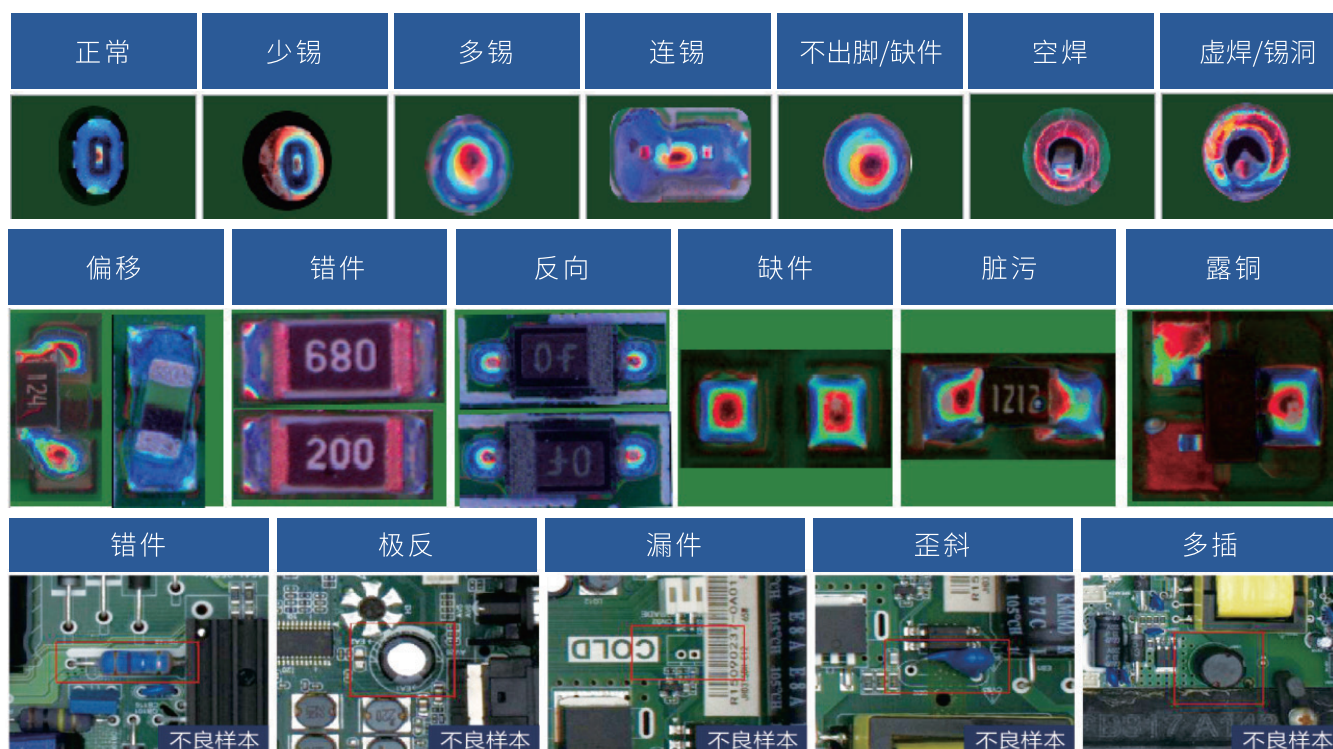 正常
少锡
多锡
连锡
不出脚/缺件
空焊
虚焊/锡洞
偏移
错件
反向
缺件
脏污
露铜
124
680
200
0f
0f
1212
错件
极反
漏件
歪斜
多插
COLD
R15090237
不良样本
不良样本
不良样本
不良样本
不良样本